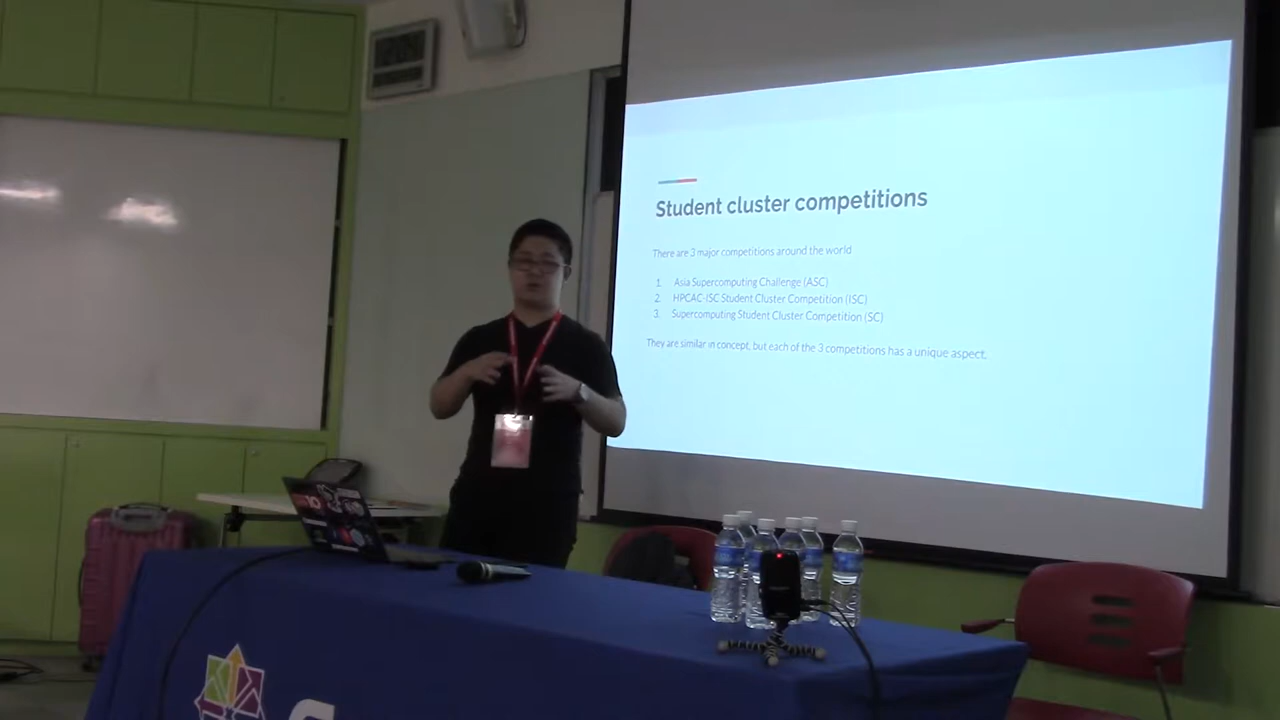 Student cluster competitions
There are 3 major competitions around the world
1. Asia Supercomputing Challenge (ASC)
2. HPCAC-ISC Student Cluster Competition (ISC)
3. Supercomputing Student Cluster Competition (SC)
They are similar in concept, but each of the 3 competitions has a unique aspect.